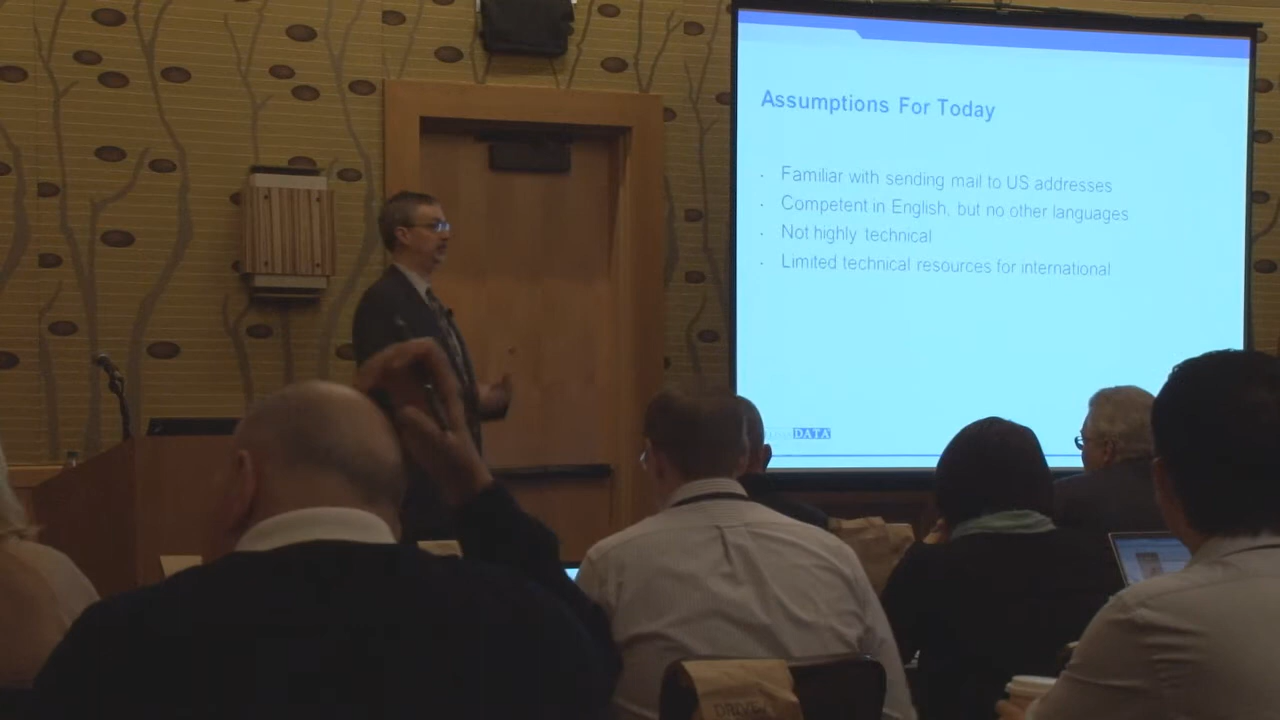 Assumptions For Today
Familiar with sending mail to US addresses
Competent in English, but no other languages
Not highly technical
Limited technical resources for international
DATA